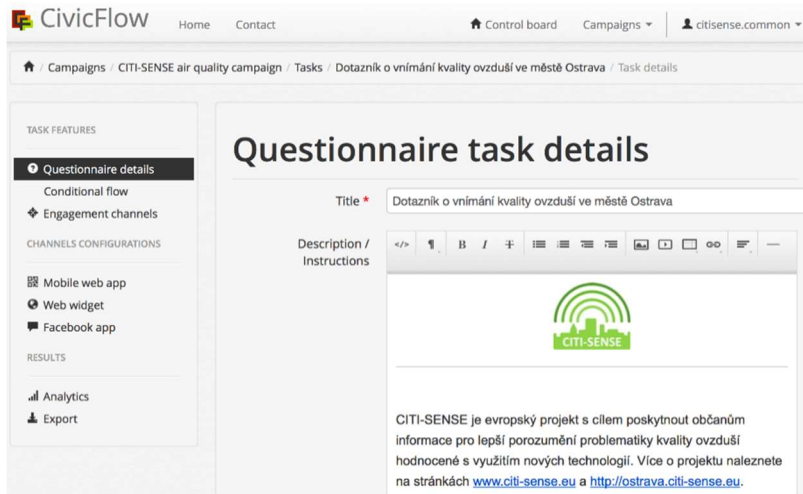 CivicFlow Home Contact Control board Campaigns citisense.common
/ Campaigns / CITI-SENSE air quality campaign / Tasks / Dotazník o vnímání kvality ovzduší ve městě Ostrava / Task details
TASK FEATURES
Questionnaire details
Conditional flow
Engagement channels
CHANNELS CONFIGURATIONS
Mobile web app
Web widget
Facebook app
RESULTS
Analytics
Export
Questionnaire task details
Title * Dotazník o vnímání kvality ovzduší ve městě Ostrava
Description /
Instructions
</> ¶ B I T
CITI-SENSE
CITI-SENSE je evropský projekt s cílem poskytnout občanům
informace pro lepší porozumění problematiky kvality ovzduší
hodnocené s využitím nových technologií. Více o projektu naleznete
na stránkách www.citi-sense.eu a http://ostrava.citi-sense.eu.